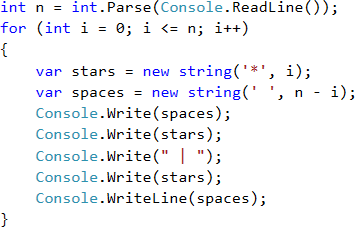 int n = int.Parse(Console.ReadLine());
for (int i = 0; i <= n; i++)
{
    var stars = new string('*', i);
    var spaces = new string(' ', n - i);
    Console.Write(spaces);
    Console.Write(stars);
    Console.Write(" | ");
    Console.Write(stars);
    Console.WriteLine(spaces);
}